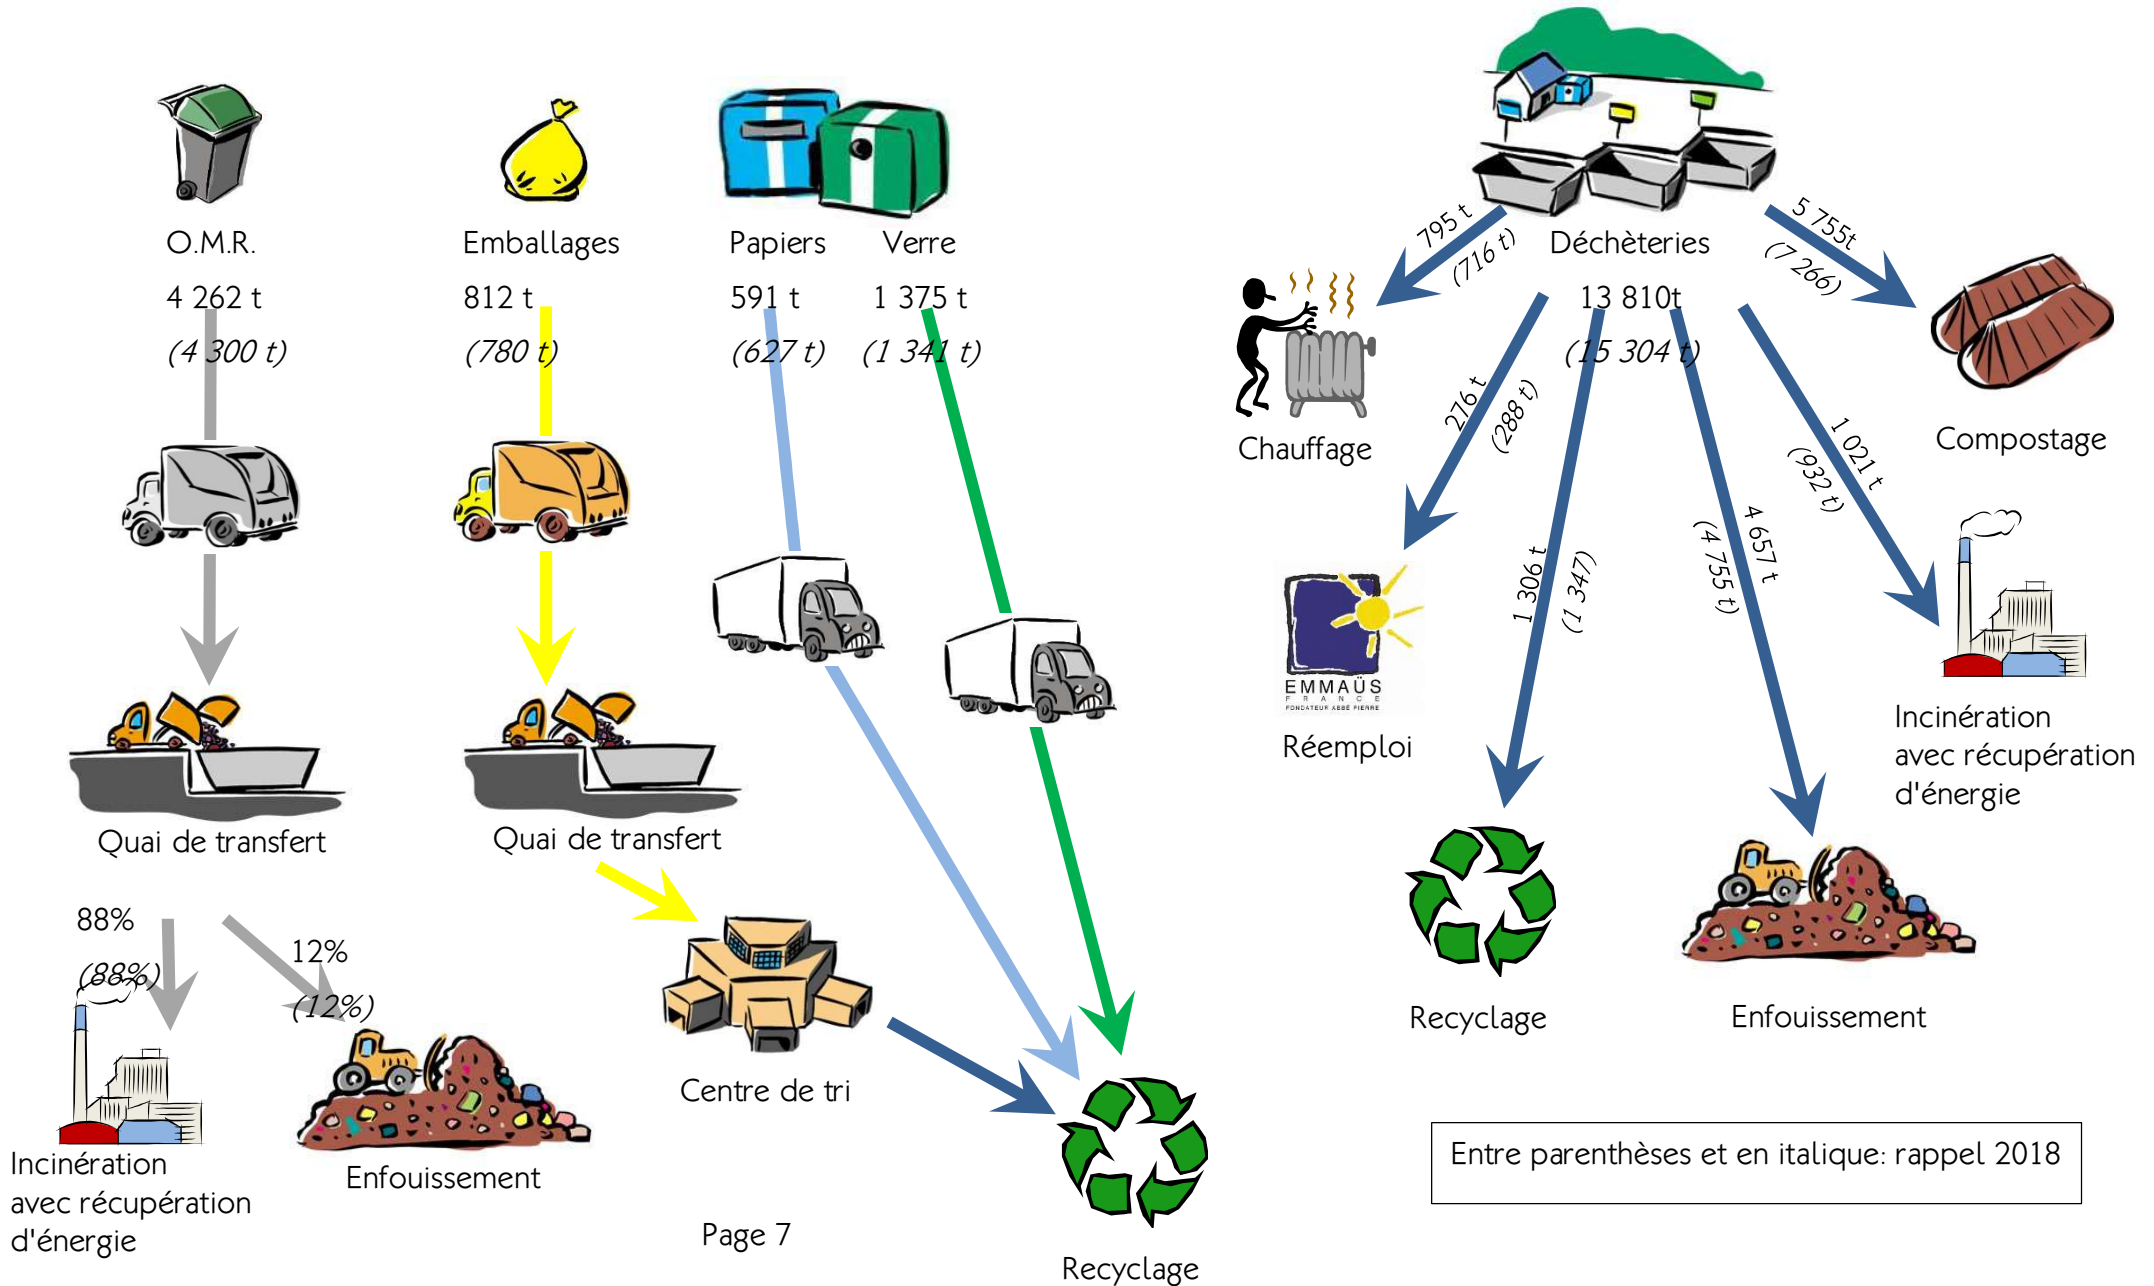 O.M.R.
4 262 t
(4 300 t)
Emballages
812 t
(780 t)
Papiers
591 t
(627 t)
Verre
1 375 t
(1 341 t)
Quai de transfert
Quai de transfert
88%
(88%)
12%
(12%)
Incinération
avec récupération
d'énergie
Enfouissement
Centre de tri
Recyclage
Page 7
Déchèteries
13 810t
(15 304 t)
795 t
(716 t)
Chauffage
5 755t
(7 266)
Compostage
276 t
(288 t)
EMMAÜS
FRANCE
FONDATEUR ABBÉ PIERRE
Réemploi
1 306 t
(1 347)
Recyclage
4 657 t
(4 755 t)
Enfouissement
1 021 t
(932 t)
Incinération
avec récupération
d'énergie
Entre parenthèses et en italique: rappel 2018